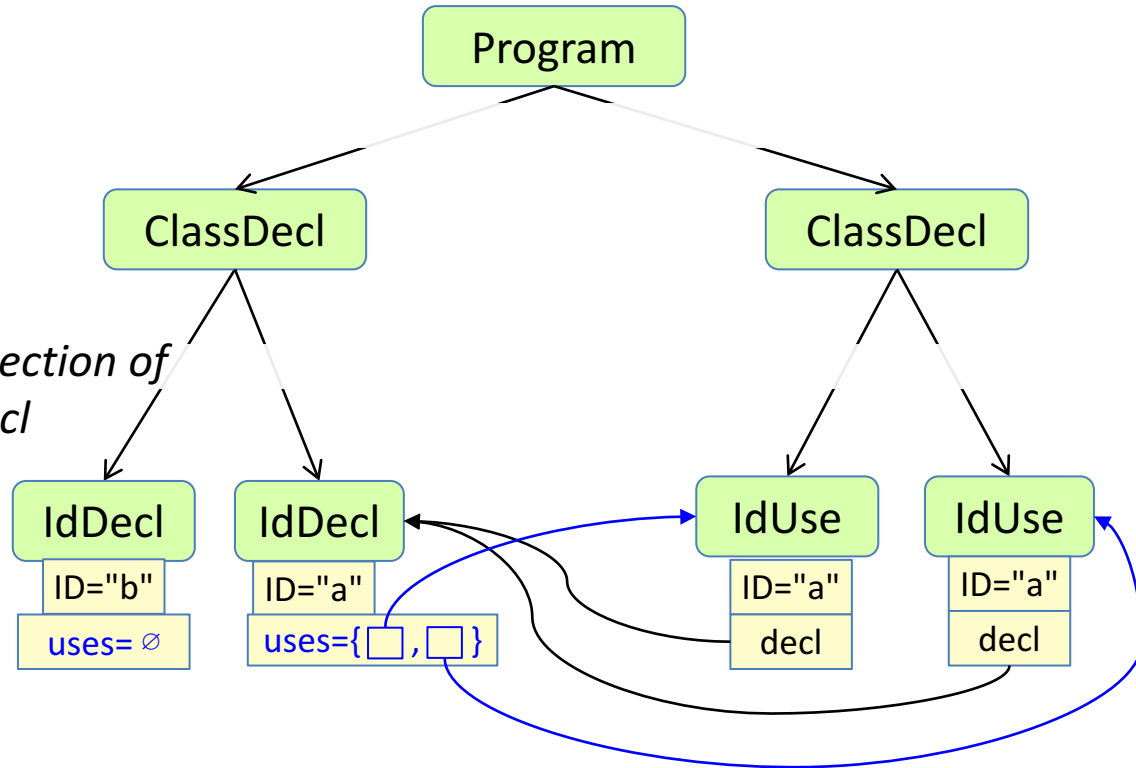 Program
ClassDecl
ClassDecl
ection of
cl
IdDecl
IdDecl
IdUse
IdUse
ID="b"
ID="a"
ID="a"
ID="a"
uses= ∅
uses={ , }
decl
decl